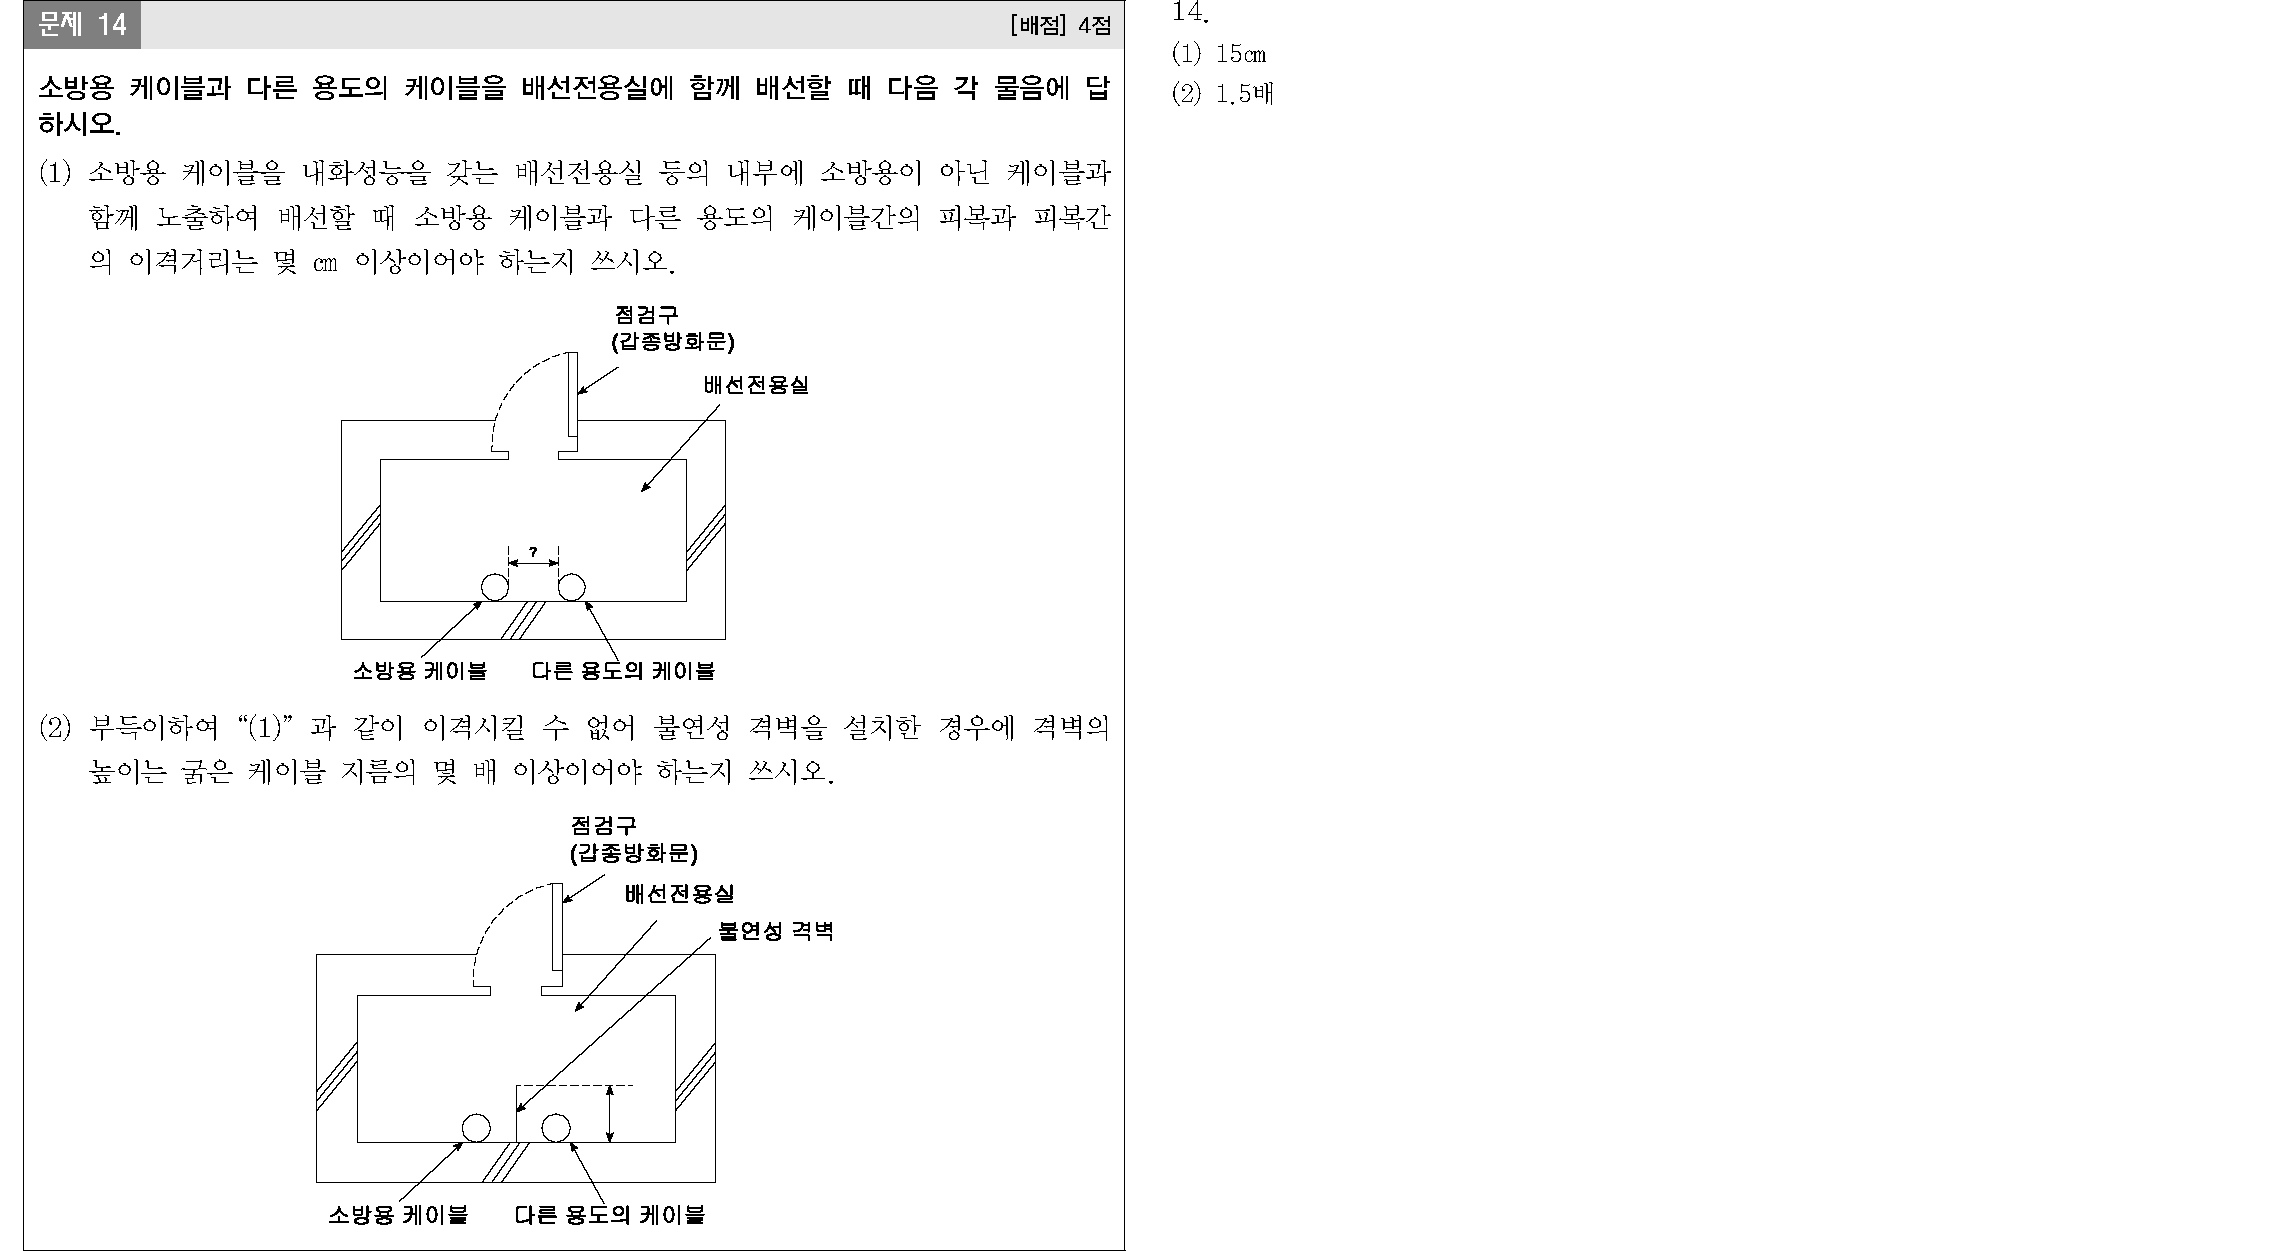 문제 14
[배점] 4점
소방용 케이블과 다른 용도의 케이블을 배선전용실에 함께 배선할 때 다음 각 물음에 답
하시오.
(1) 소방용 케이블을 내화성능을 갖는 배선전용실 등의 내부에 소방용이 아닌 케이블과
함께 노출하여 배선할 때 소방용 케이블과 다른 용도의 케이블간의 피복과 피복간
의 이격거리는 몇 cm 이상이어야 하는지 쓰시오.
점검구
(갑종방화문)
배선전용실
?
소방용 케이블
다른 용도의 케이블
(2) 부득이하여 “(1)” 과 같이 이격시킬 수 없어 불연성 격벽을 설치한 경우에 격벽의
높이는 굵은 케이블 지름의 몇 배 이상이어야 하는지 쓰시오.
점검구
(갑종방화문)
배선전용실
불연성 격벽
소방용 케이블
다른 용도의 케이블
14.
(1) 15㎝
(2) 1.5배